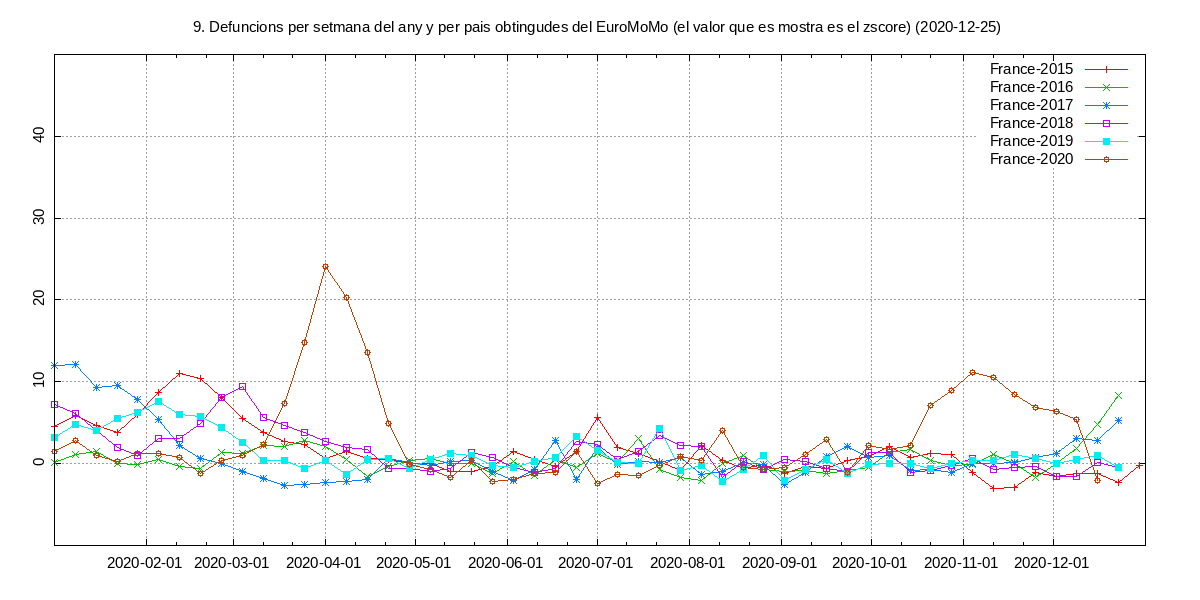 9. Defuncions per setmana del any y per pais obtingudes del EuroMoMo (el valor que es mostra es el zscore) (2020-12-25)
France-2015
France-2016
France-2017
France-2018
France-2019
France-2020
40
30
20
10
0
2020-02-01 2020-03-01 2020-04-01 2020-05-01 2020-06-01 2020-07-01 2020-08-01 2020-09-01 2020-10-01 2020-11-01 2020-12-01